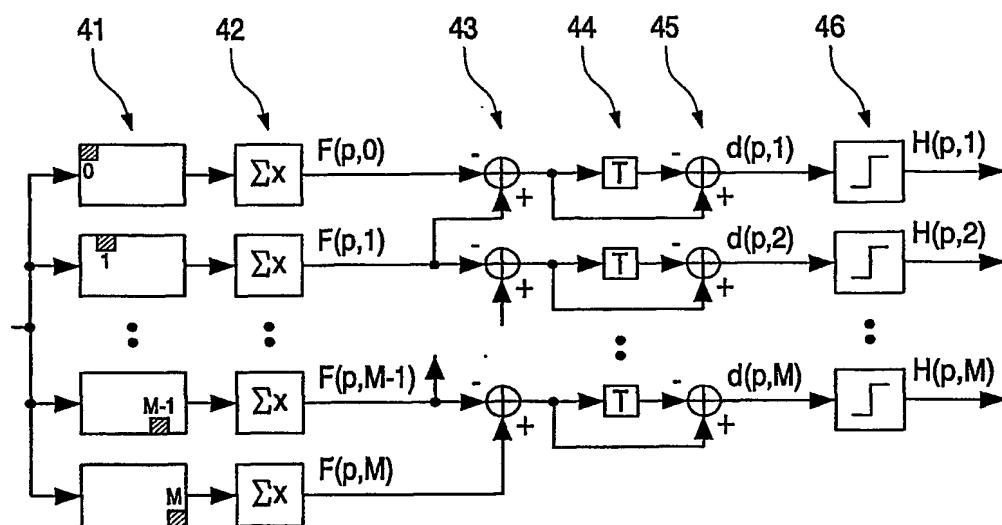 41 42 43 44 45 46
0 Σx F(p,0) - + T - + d(p,1) H(p,1)
1 Σx F(p,1) - + T - + d(p,2) H(p,2)
M-1 Σx F(p,M-1) - + T - + d(p,M) H(p,M)
M Σx F(p,M)